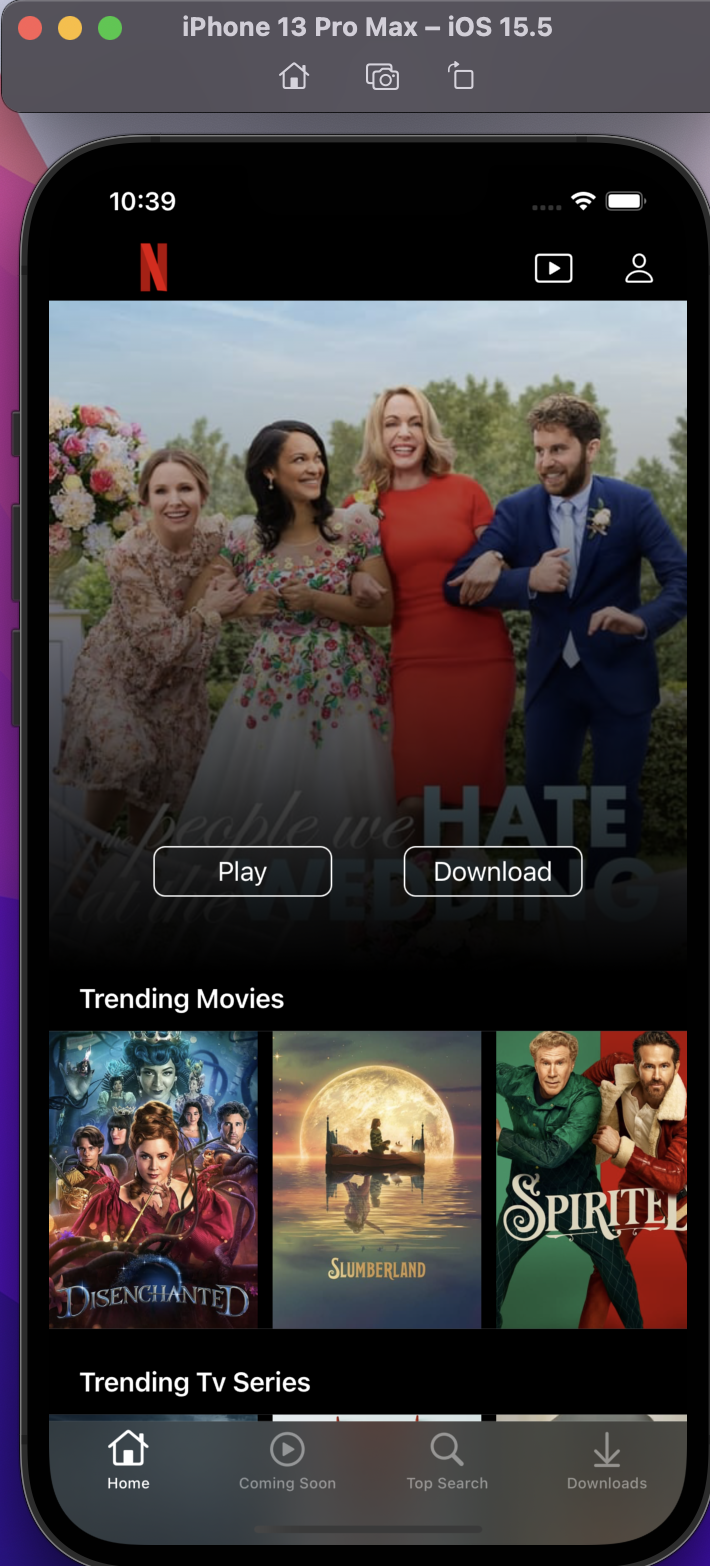 iPhone 13 Pro Max – iOS 15.5
10:39
N
the people we HATE
at the WEDDING
Play
Download
Trending Movies
DISENCHANTED
SLUMBERLAND
SPIRITED
Trending Tv Series
Home
Coming Soon
Top Search
Downloads